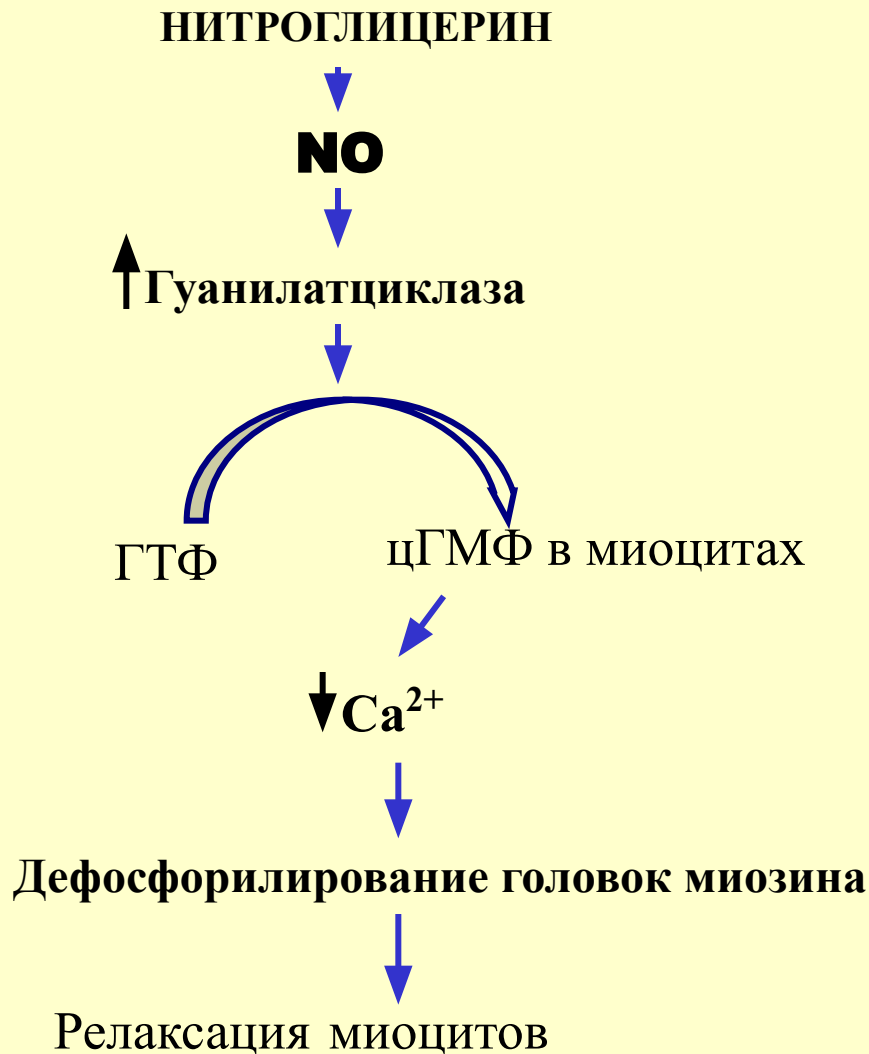 НИТРОГЛИЦЕРИН
NO
Гуанилатциклаза
ГТФ
цГМФ в миоцитах
Ca²⁺
Дефосфорилирование головок миозина
Релаксация миоцитов